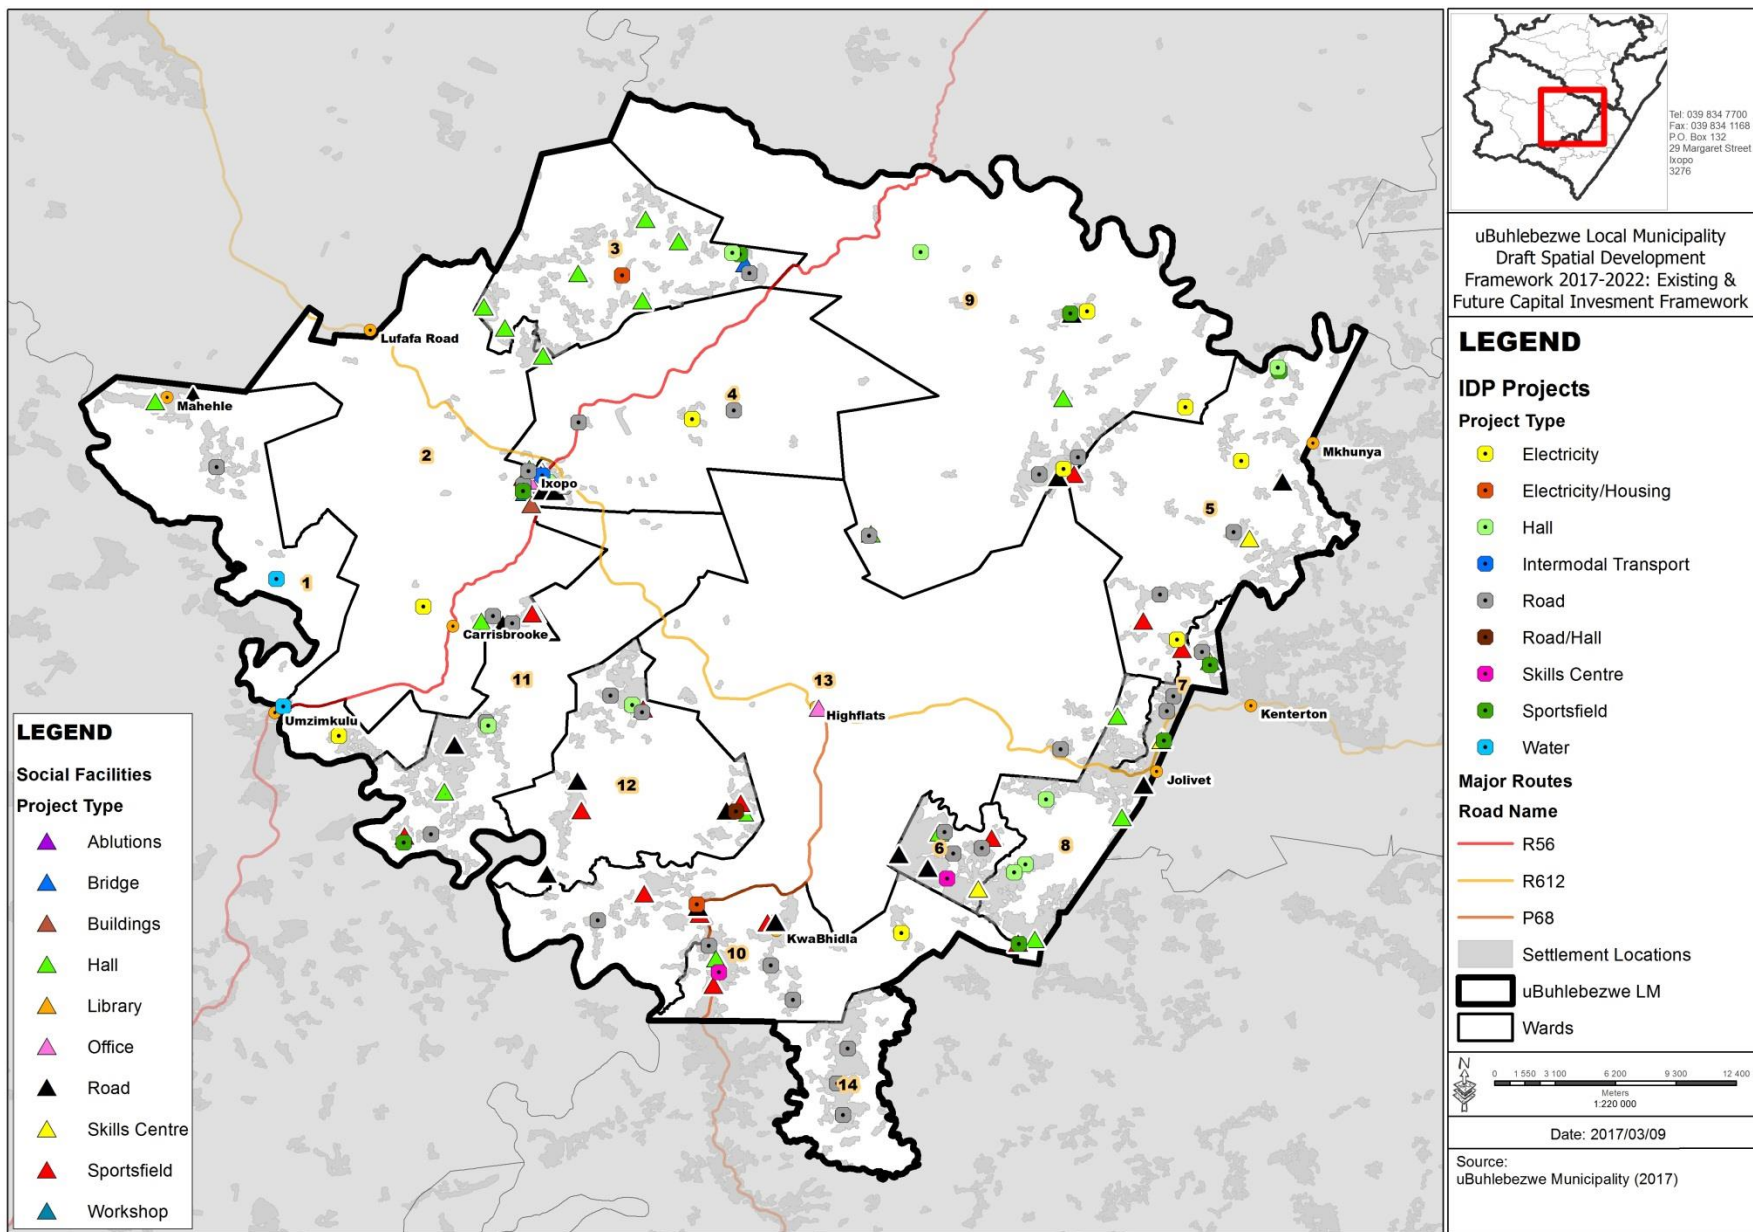 Tel: 039 834 7700
Fax: 039 834 1168
P.O. Box 132
29 Margaret Street
Ixopo
3276
uBuhlebezwe Local Municipality
Draft Spatial Development
Framework 2017-2022: Existing &
Future Capital Invesment Framework
LEGEND
IDP Projects
Project Type
Electricity
Electricity/Housing
Hall
Intermodal Transport
Road
Road/Hall
Skills Centre
Sportsfield
Water
Major Routes
Road Name
R56
R612
P68
Settlement Locations
uBuhlebezwe LM
Wards
N
0 1 550 3 100 6 200 9 300 12 400
Meters
1:220 000
Date: 2017/03/09
Source:
uBuhlebezwe Municipality (2017)
3
9
Lufafa Road
4
Mahehle
2
Mkhunya
Ixopo
5
1
Carrisbrooke
11
13
7
Umzimkulu
Highflats
Kenterton
12
Jolivet
6
8
KwaBhidla
10
14
LEGEND
Social Facilities
Project Type
Ablutions
Bridge
Buildings
Hall
Library
Office
Road
Skills Centre
Sportsfield
Workshop